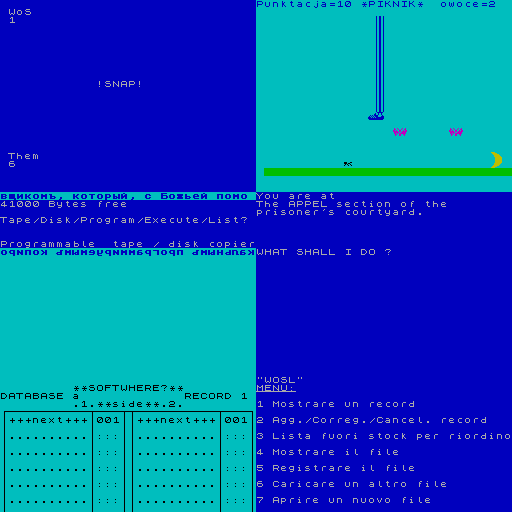 WoS
1
!SNAP!
Them
6
Punktacja=10 *PIKNIK* owoce=2
который, с Божьей помо
41000 Bytes free
Tape/Disk/Program/Execute/List?
Programmable tape / disk copier
You are at
The APPEL section of the
prisoner's courtyard.
WHAT SHALL I DO ?
**SOFTWHERE?**
DATABASE a RECORD 1
.1.**side**.2.
+++next+++ 001 +++next+++ 001
.......... ::: .......... :::
.......... ::: .......... :::
.......... ::: .......... :::
.......... ::: .......... :::
.......... ::: .......... :::
"WOSL"
MENU:
1 Mostrare un record
2 Agg./Correg./Cancel. record
3 Lista fuori stock per riordino
4 Mostrare il file
5 Registrare il file
6 Caricare un altro file
7 Aprire un nuovo file